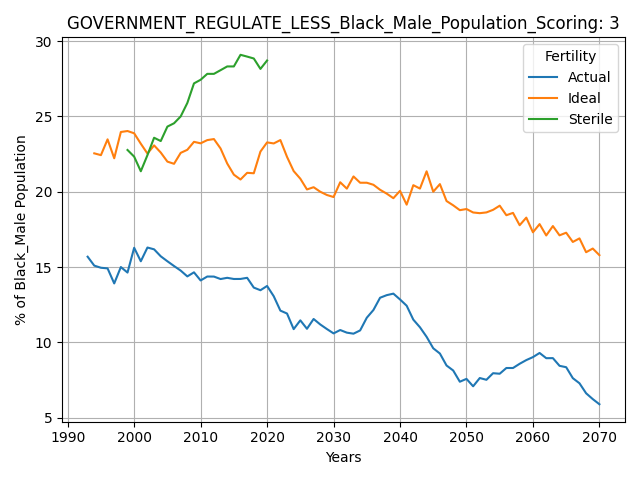 GOVERNMENT_REGULATE_LESS_Black_Male_Population_Scoring: 3
30
25
20
15
10
5
% of Black_Male Population
Fertility
Actual
Ideal
Sterile
1990 2000 2010 2020 2030 2040 2050 2060 2070
Years